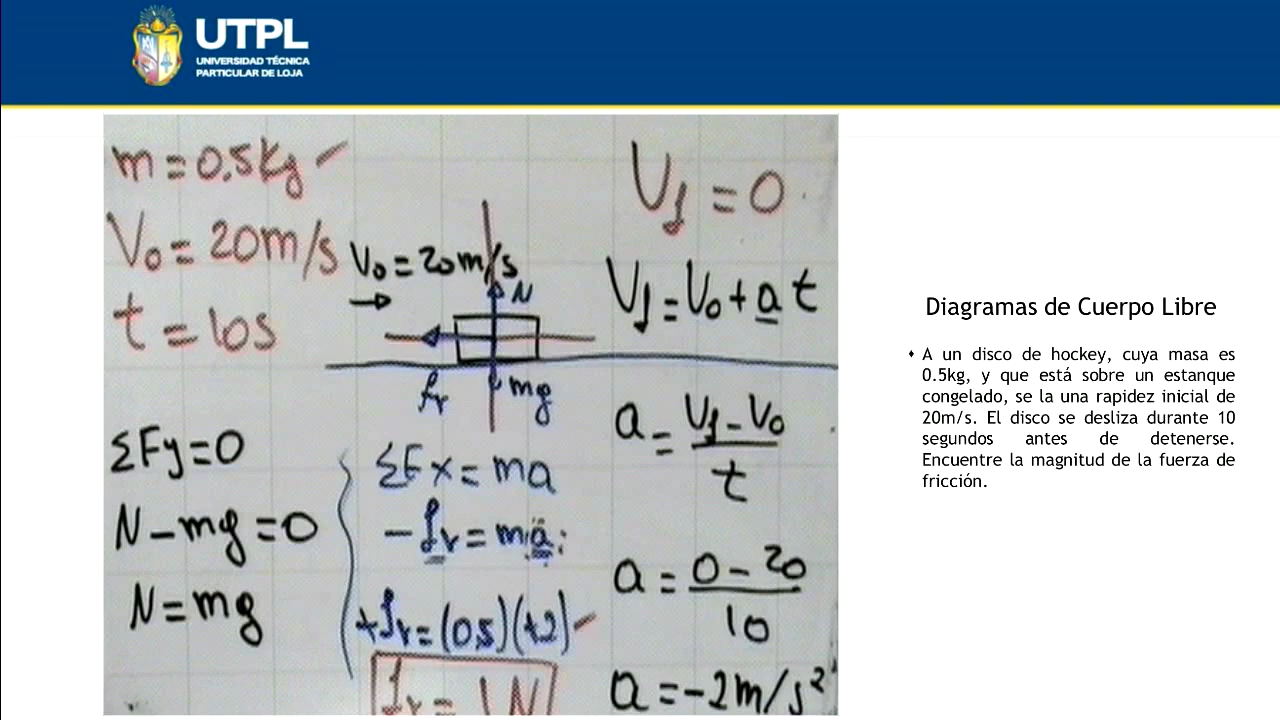 UTPL
UNIVERSIDAD TÉCNICA
PARTICULAR DE LOJA
m = 0.5kg
V₀ = 20m/s
t = 10s
V₀ = 20m/s
N
fr
mg
ΣFy = 0
N - mg = 0
N = mg
ΣFx = ma
- fr = ma
+fr = (0.5)(+2)
fr = 1N
Vf = 0
Vf = V₀ + a t
a = Vf - V₀
t
a = 0 - 20
10
a = -2m/s²
Diagramas de Cuerpo Libre
A un disco de hockey, cuya masa es
0.5kg, y que está sobre un estanque
congelado, se la una rapidez inicial de
20m/s. El disco se desliza durante 10
segundos antes de detenerse.
Encuentre la magnitud de la fuerza de
fricción.